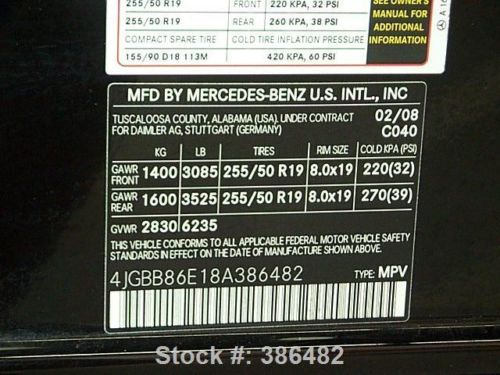 255/50 R19 FRONT 220 KPA, 32 PSI
255/50 R19 REAR 260 KPA, 38 PSI
COMPACT SPARE TIRE COLD TIRE INFLATION PRESSURE
155/90 D18 113M 420 KPA, 60 PSI
SEE OWNER'S
MANUAL FOR
ADDITIONAL
INFORMATION
MFD BY MERCEDES-BENZ U.S. INTL., INC
TUSCALOOSA COUNTY, ALABAMA (USA). UNDER CONTRACT 02/08
FOR DAIMLER AG, STUTTGART (GERMANY) C040
KG LB TIRES RIM SIZE COLD KPA (PSI)
GAWR FRONT 1400 3085 255/50 R19 8.0x19 220(32)
GAWR REAR 1600 3525 255/50 R19 8.0x19 270(39)
GVWR 2830 6235
THIS VEHICLE CONFORMS TO ALL APPLICABLE FEDERAL MOTOR VEHICLE
SAFETY STANDARDS IN EFFECT ON THE DATE OF MANUFACTURE SHOWN ABOVE.
4JGBB86E18A386482 TYPE: MPV
Stock #: 386482